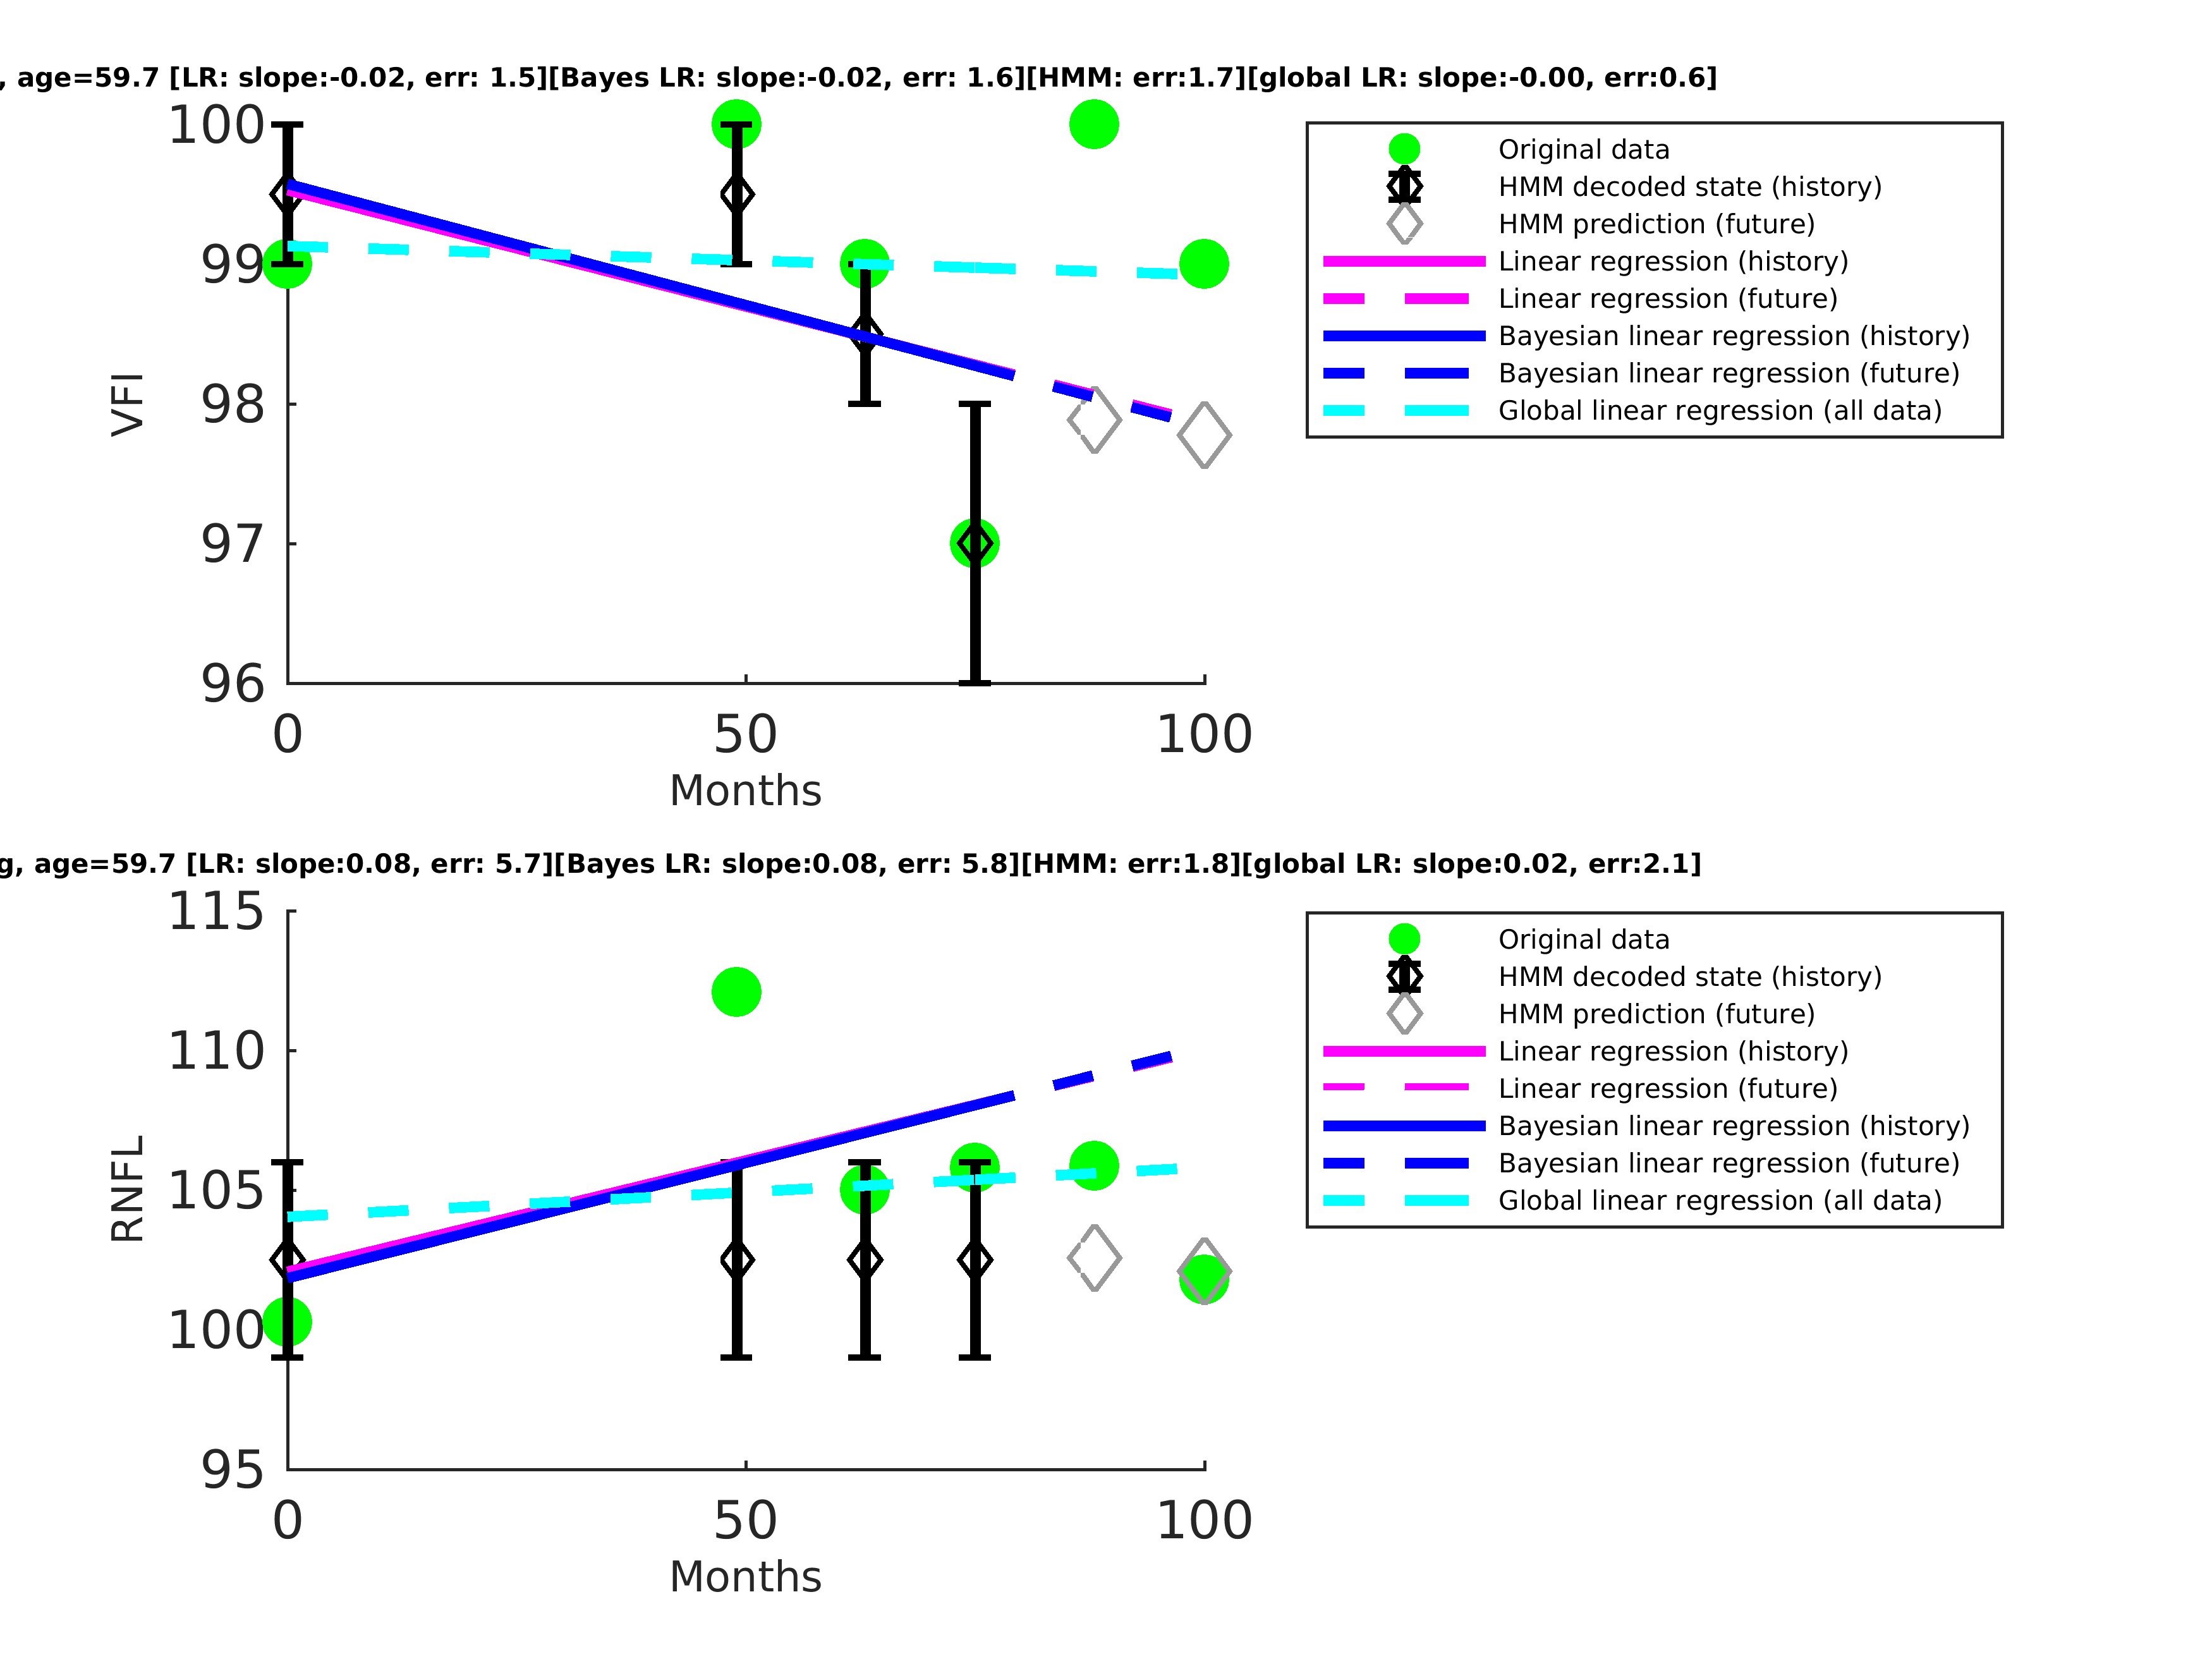 , age=59.7 [LR: slope:-0.02, err: 1.5][Bayes LR: slope:-0.02, err: 1.6][HMM: err:1.7][global LR: slope:-0.00, err:0.6]
100
99
98
97
96
VFI
0 50 100
Months
Original data
HMM decoded state (history)
HMM prediction (future)
Linear regression (history)
Linear regression (future)
Bayesian linear regression (history)
Bayesian linear regression (future)
Global linear regression (all data)
g, age=59.7 [LR: slope:0.08, err: 5.7][Bayes LR: slope:0.08, err: 5.8][HMM: err:1.8][global LR: slope:0.02, err:2.1]
115
110
105
100
95
RNFL
0 50 100
Months
Original data
HMM decoded state (history)
HMM prediction (future)
Linear regression (history)
Linear regression (future)
Bayesian linear regression (history)
Bayesian linear regression (future)
Global linear regression (all data)